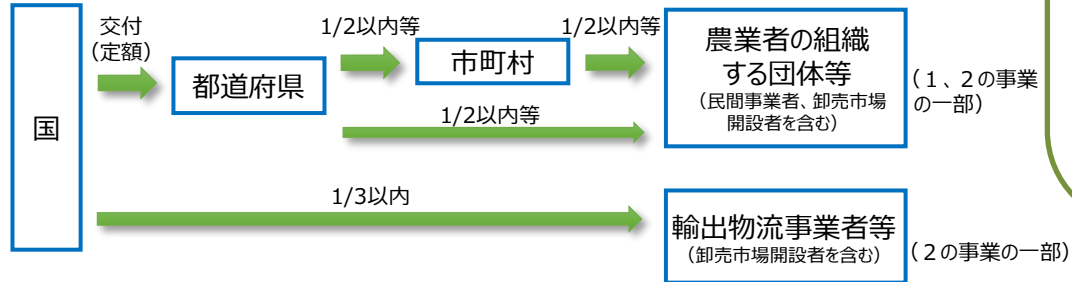 国
交付
（定額）
都道府県
1/2以内等
市町村
1/2以内等
農業者の組織
する団体等
（民間事業者、卸売市場
開設者を含む）
（１、２の事業
の一部）
1/2以内等
1/3以内
輸出物流事業者等
（卸売市場開設者を含む）
（２の事業の一部）